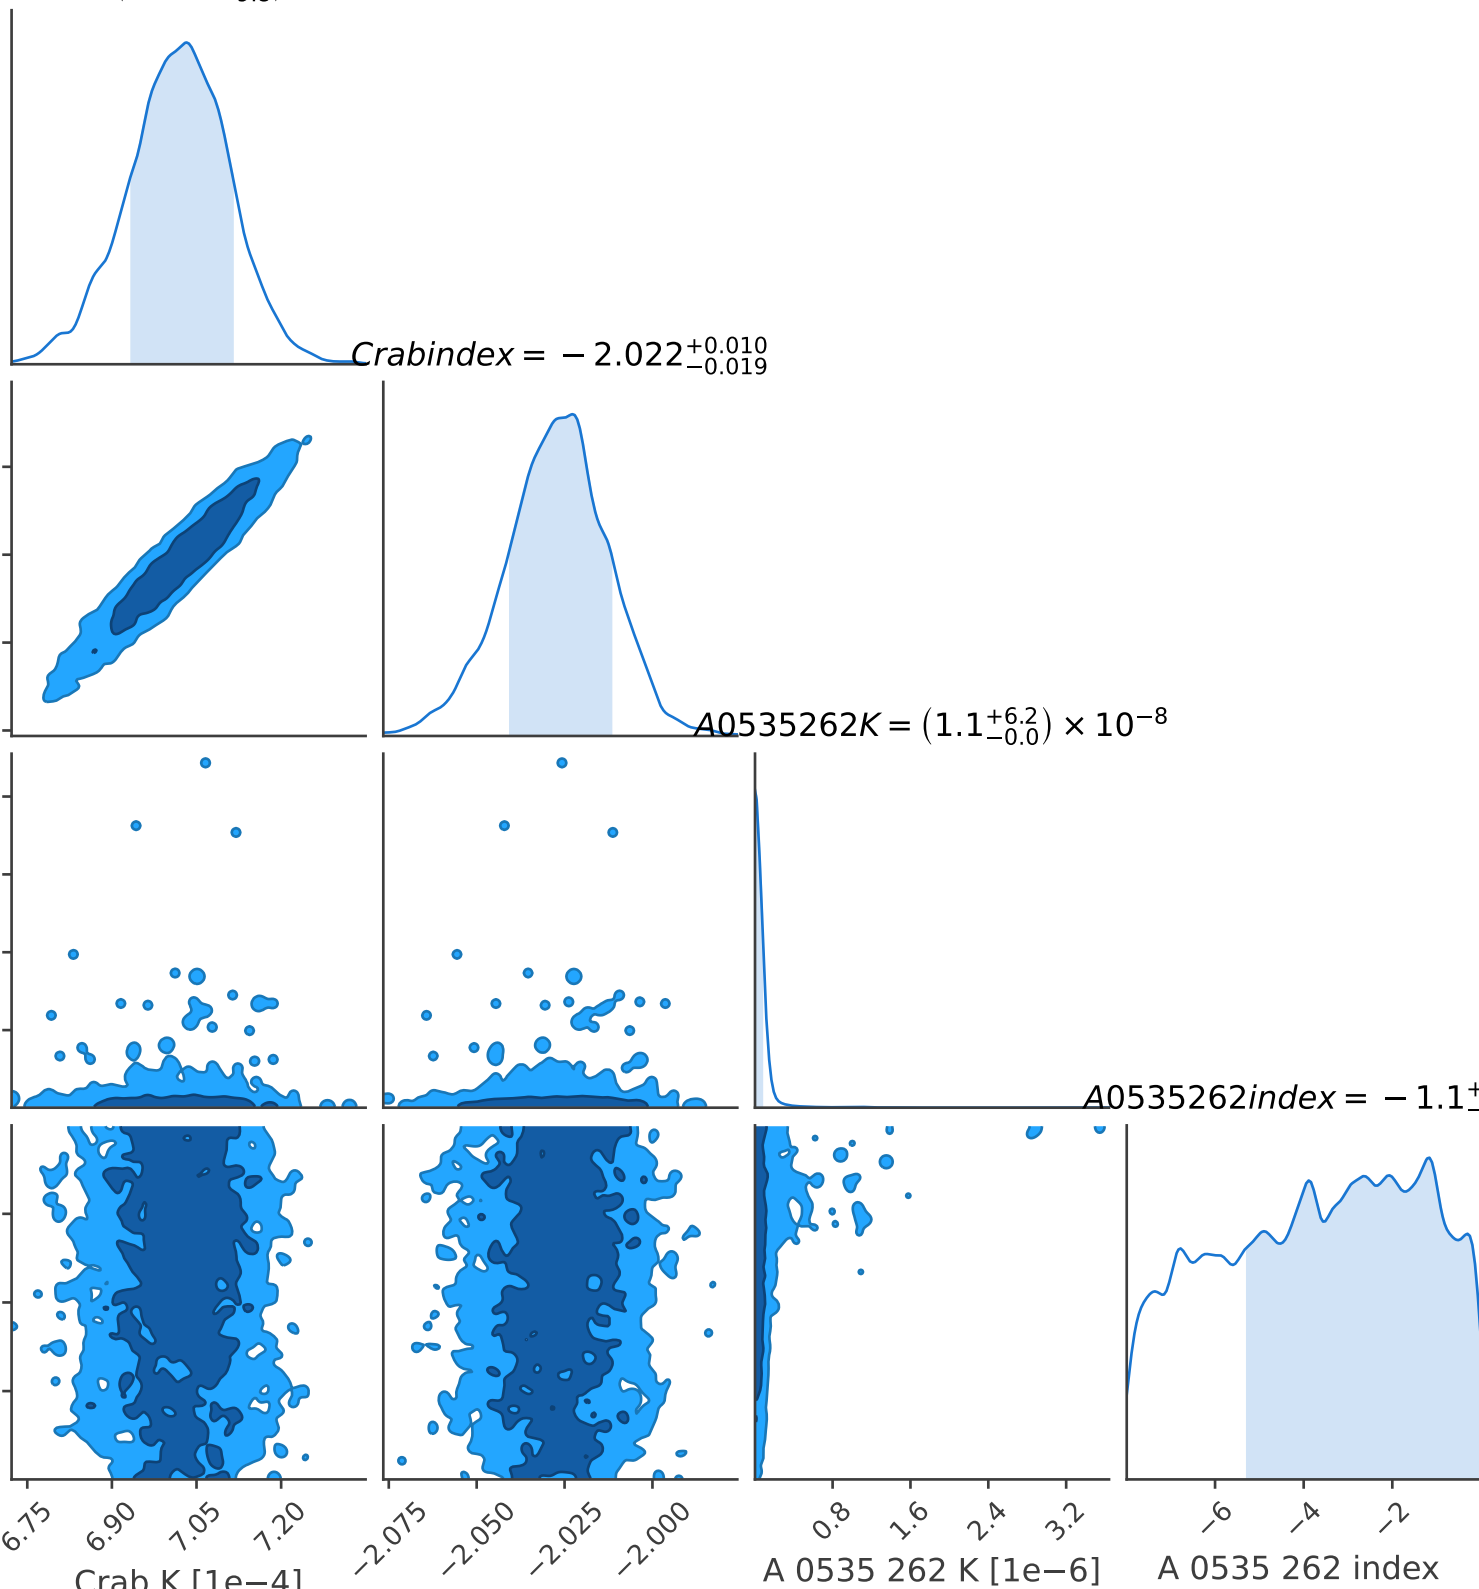 Crabindex = −2.022 +0.010 −0.019
A0535262K = (1.1 +6.2 −0.0) × 10−8
A0535262index = −1.1
6.75 6.90 7.05 7.20
−2.075 −2.050 −2.025 −2.000
0.8 1.6 2.4 3.2
−6 −4 −2
Crab K [1e−4]
A 0535 262 K [1e−6]
A 0535 262 index